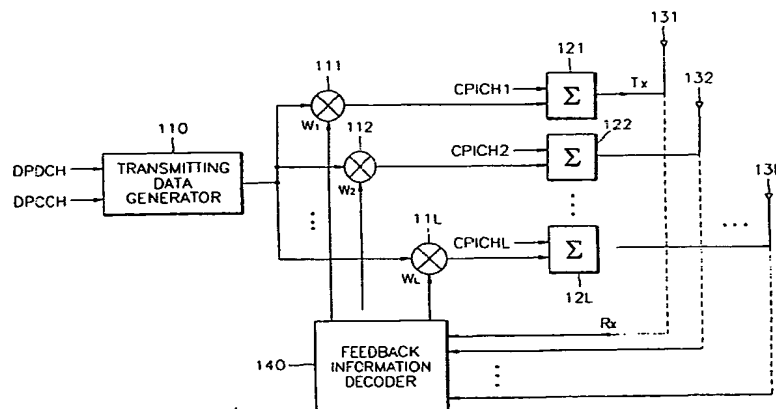 131
111
121
CPICH1
Σ
Tx
132
W1
112
110
122
DPDCH
TRANSMITTING
DATA
GENERATOR
CPICH2
Σ
DPCCH
W2
...
11L
...
...
CPICHL
Σ
WL
12L
Rx
140
FEEDBACK
INFORMATION
DECODER
...